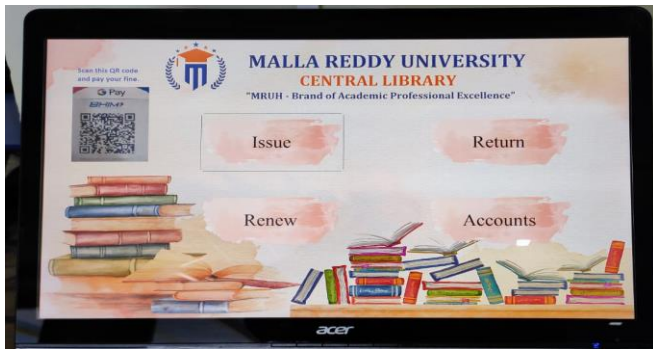 Scan this QR code
and pay your fine.
G Pay
BHIM
MALLA REDDY UNIVERSITY
CENTRAL LIBRARY
"MRUH - Brand of Academic Professional Excellence"
Issue
Return
Renew
Accounts
acer